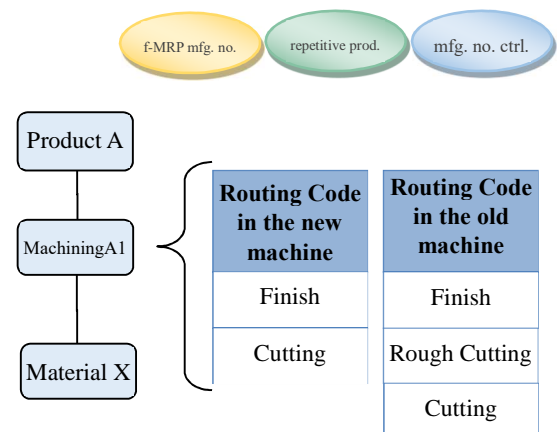 f-MRP mfg. no.
repetitive prod.
mfg. no. ctrl.
Product A
MachiningA1
Material X
Routing Code
in the new
machine
Finish
Cutting
Routing Code
in the old
machine
Finish
Rough Cutting
Cutting